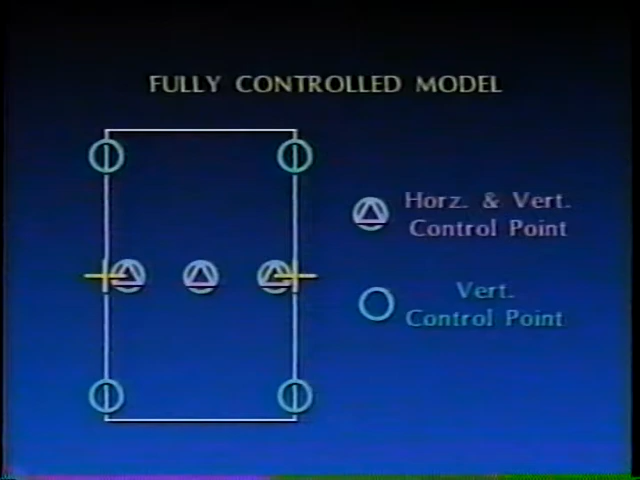 FULLY CONTROLLED MODEL
Horz. & Vert.
Control Point
Vert.
Control Point